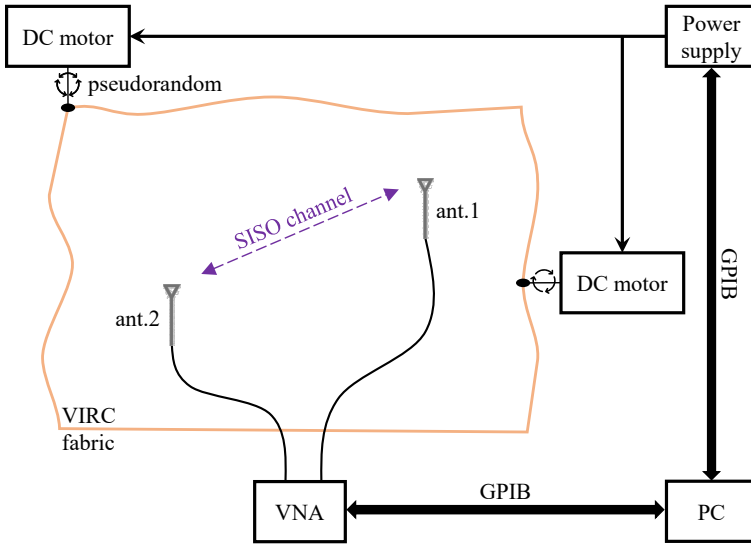 DC motor
Power
supply
pseudorandom
SISO channel
ant.1
ant.2
DC motor
GPIB
VIRC
fabric
GPIB
VNA
PC